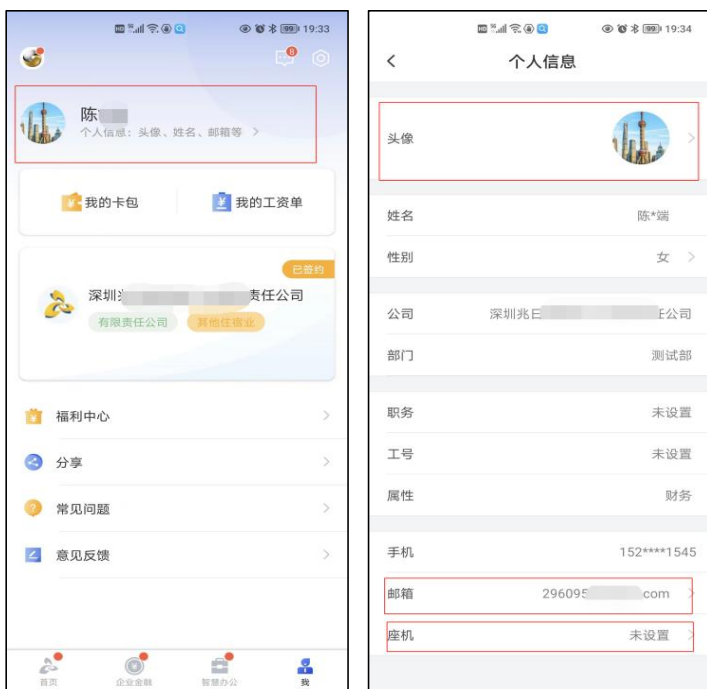 19:33
99
8
陈
个人信息：头像、姓名、邮箱等
我的卡包
我的工资单
已签约
深圳 责任公司
有限责任公司
其他住宿业
福利中心
分享
常见问题
意见反馈
首页
企业金融
智慧办公
我
99
19:34
个人信息
头像
姓名 陈*端
性别 女
公司 深圳兆日 任公司
部门 测试部
职务 未设置
工号 未设置
属性 财务
手机 152****1545
邮箱 296095 .com
座机 未设置